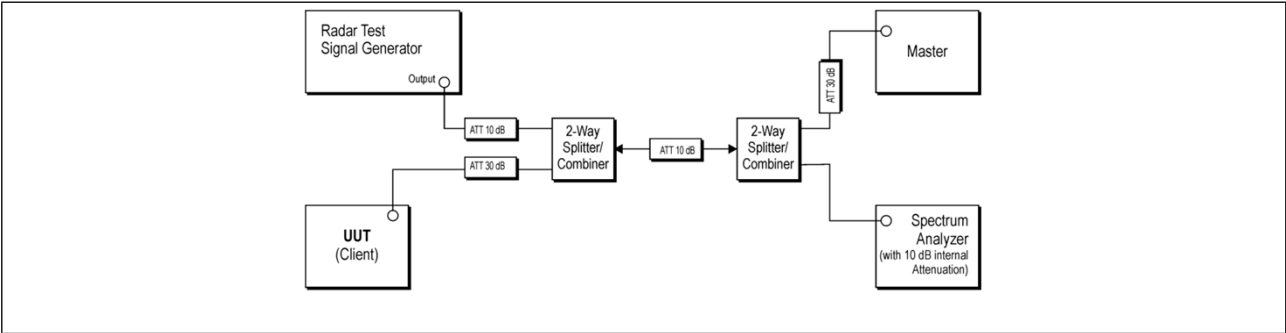 Radar Test
Signal Generator
Output
Master
ATT 30 dB
ATT 10 dB
2-Way
Splitter/
Combiner
ATT 10 dB
2-Way
Splitter/
Combiner
ATT 30 dB
UUT
(Client)
Spectrum
Analyzer
(with 10 dB internal
Attenuation)